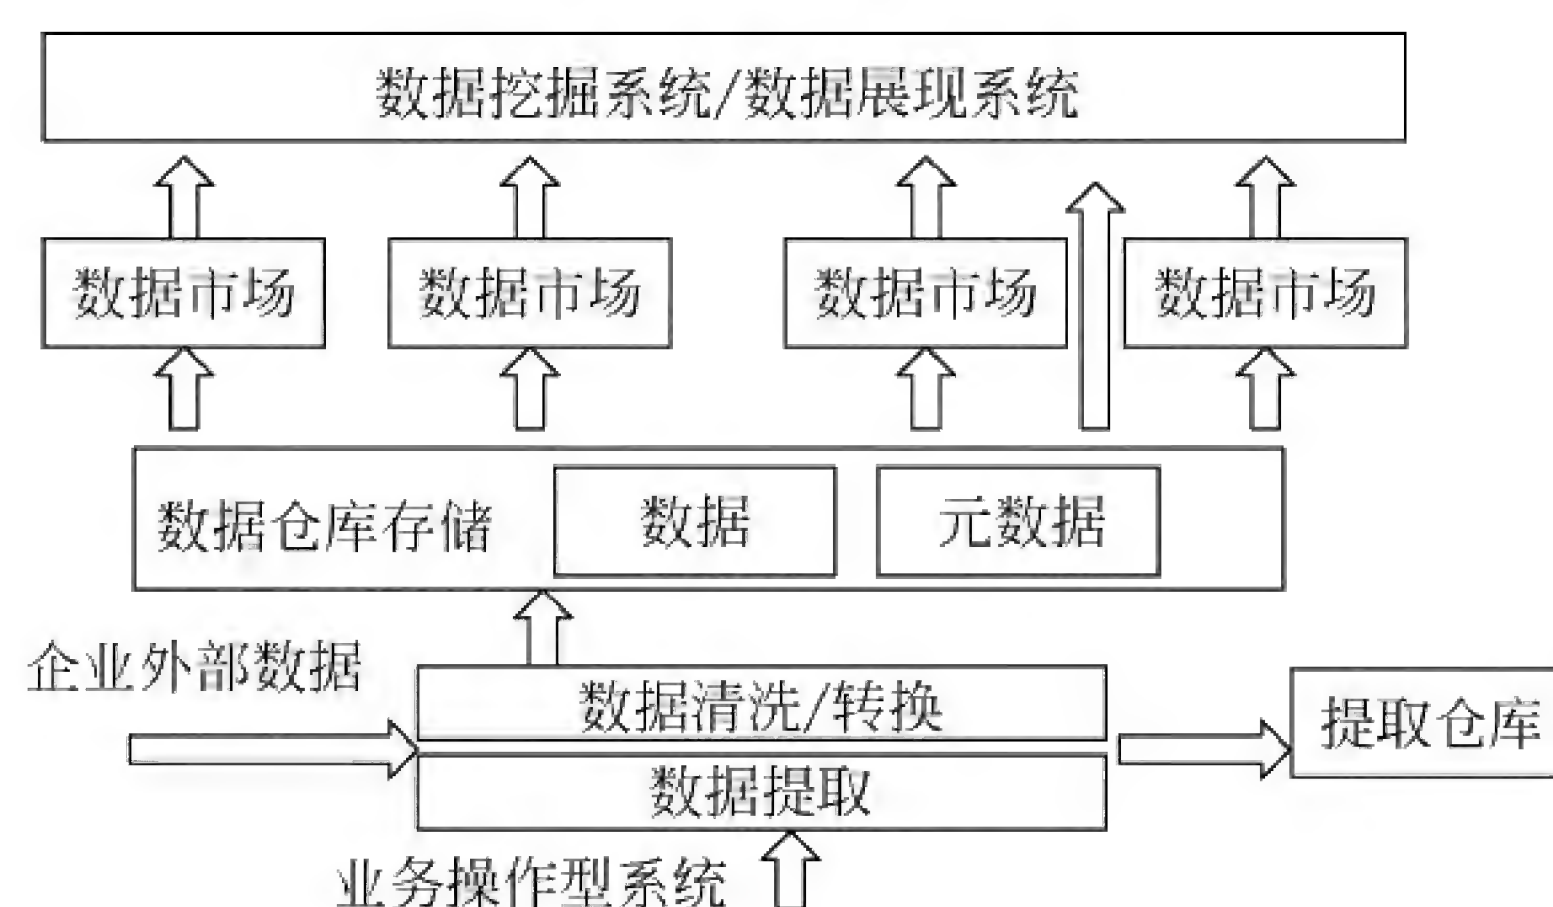 数据挖掘系统/数据展现系统
数据市场
数据市场
数据市场
数据市场
数据仓库存储
数据
元数据
企业外部数据
数据清洗/转换
提取仓库
数据提取
业务操作型系统